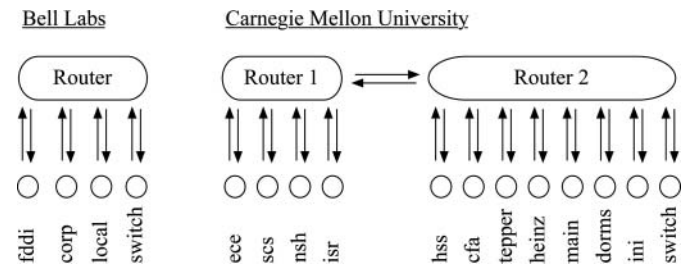 Bell Labs
Carnegie Mellon University
Router
Router 1
Router 2
fddi
corp
local
switch
ece
scs
nsh
isr
hss
cfa
tepper
heinz
main
dorms
ini
switch